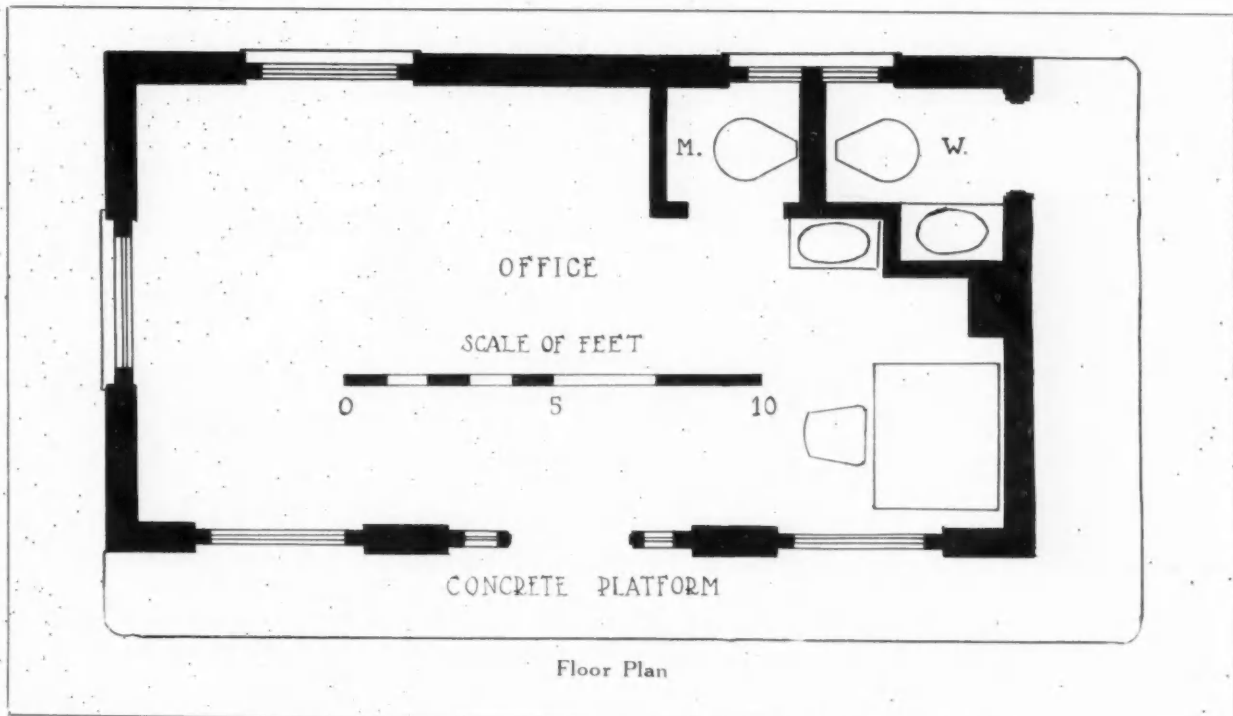 M.
W.
OFFICE
SCALE OF FEET
0 5 10
CONCRETE PLATFORM
Floor Plan